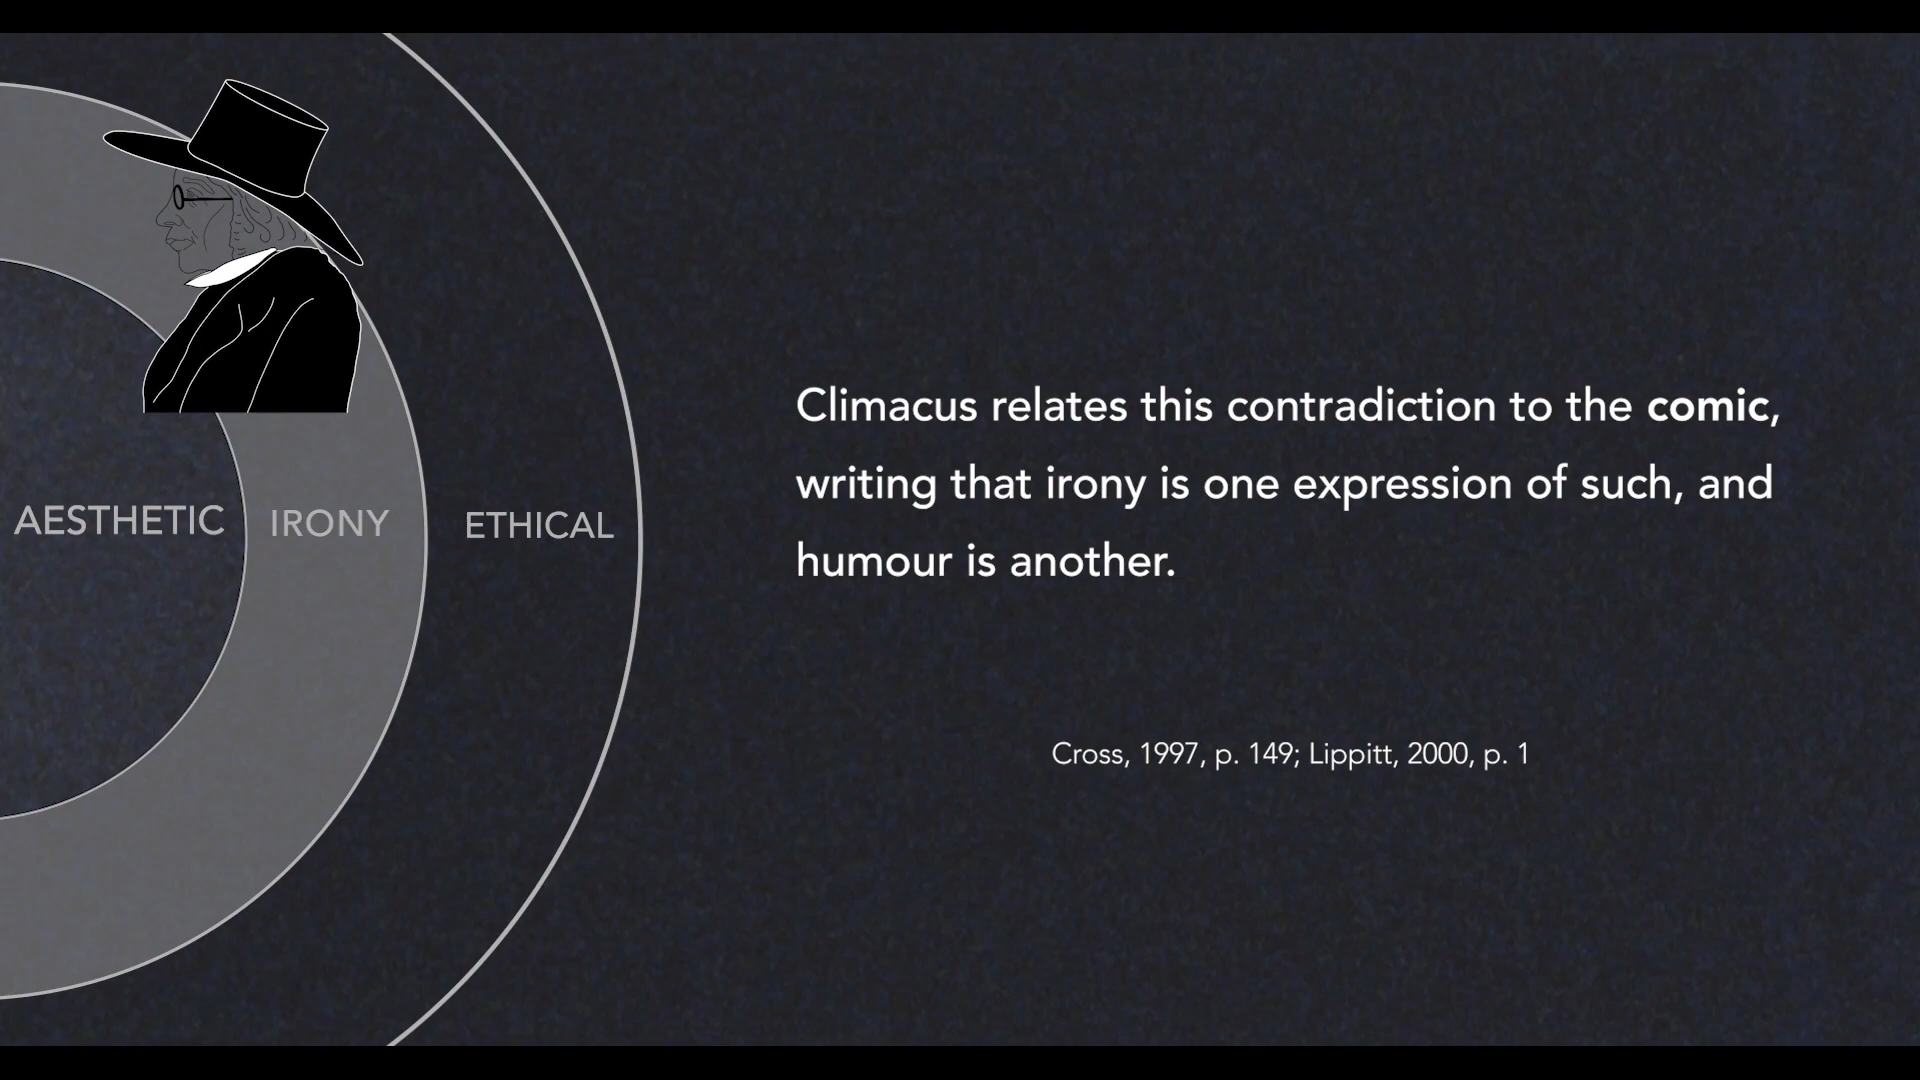 Climacus relates this contradiction to the comic,
writing that irony is one expression of such, and
humour is another.
AESTHETIC IRONY ETHICAL
Cross, 1997, p. 149; Lippitt, 2000, p. 1